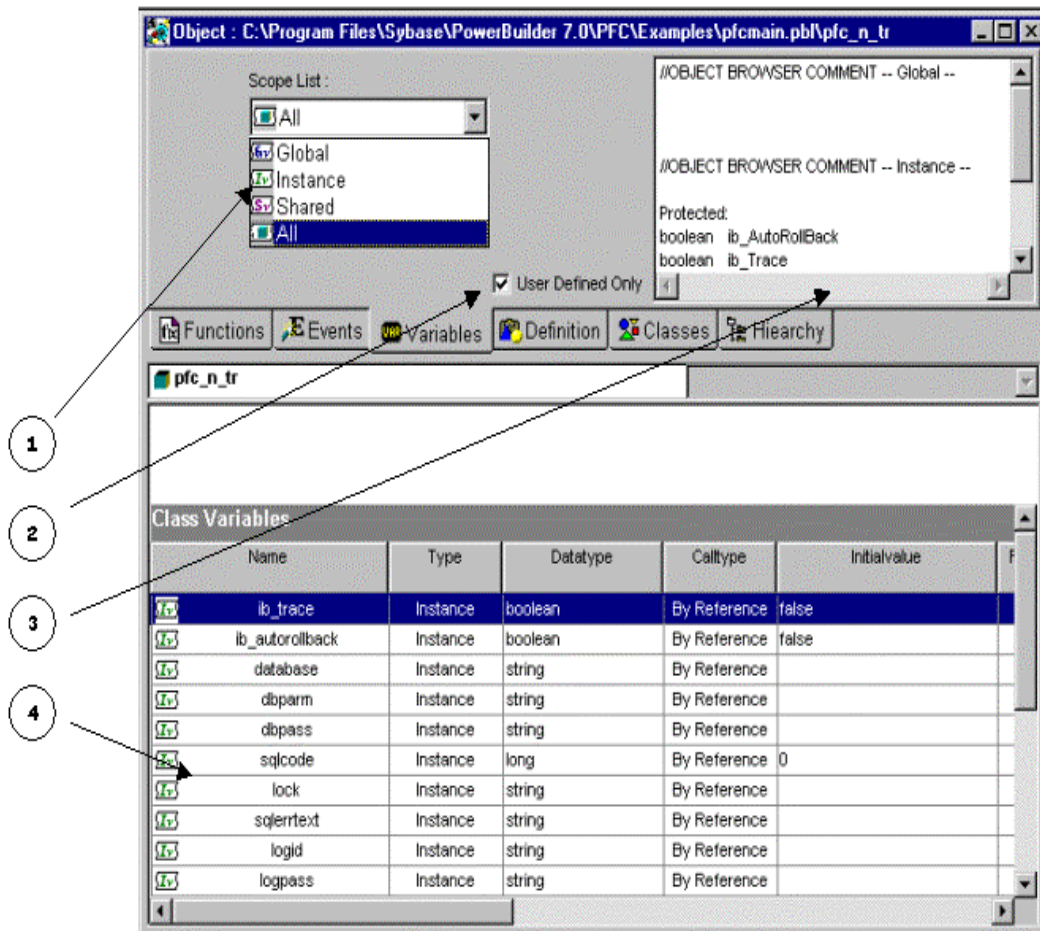 Object : C:\Program Files\Sybase\PowerBuilder 7.0\PFC\Examples\pfcmain.pbl\pfc_n_tr
Scope List :
All
Global
Instance
Shared
All
User Defined Only
//OBJECT BROWSER COMMENT -- Global --
//OBJECT BROWSER COMMENT -- Instance --
Protected:
boolean ib_AutoRollBack
boolean ib_Trace
Functions Events Variables Definition Classes Hiearchy
pfc_n_tr
1
2
3
4
Class Variables
Name Type Datatype Calltype Initialvalue
ib_trace Instance boolean By Reference false
ib_autorollback Instance boolean By Reference false
database Instance string By Reference
dbparm Instance string By Reference
dbpass Instance string By Reference
sqlcode Instance long By Reference 0
lock Instance string By Reference
sqlerrtext Instance string By Reference
logid Instance string By Reference
logpass Instance string By Reference